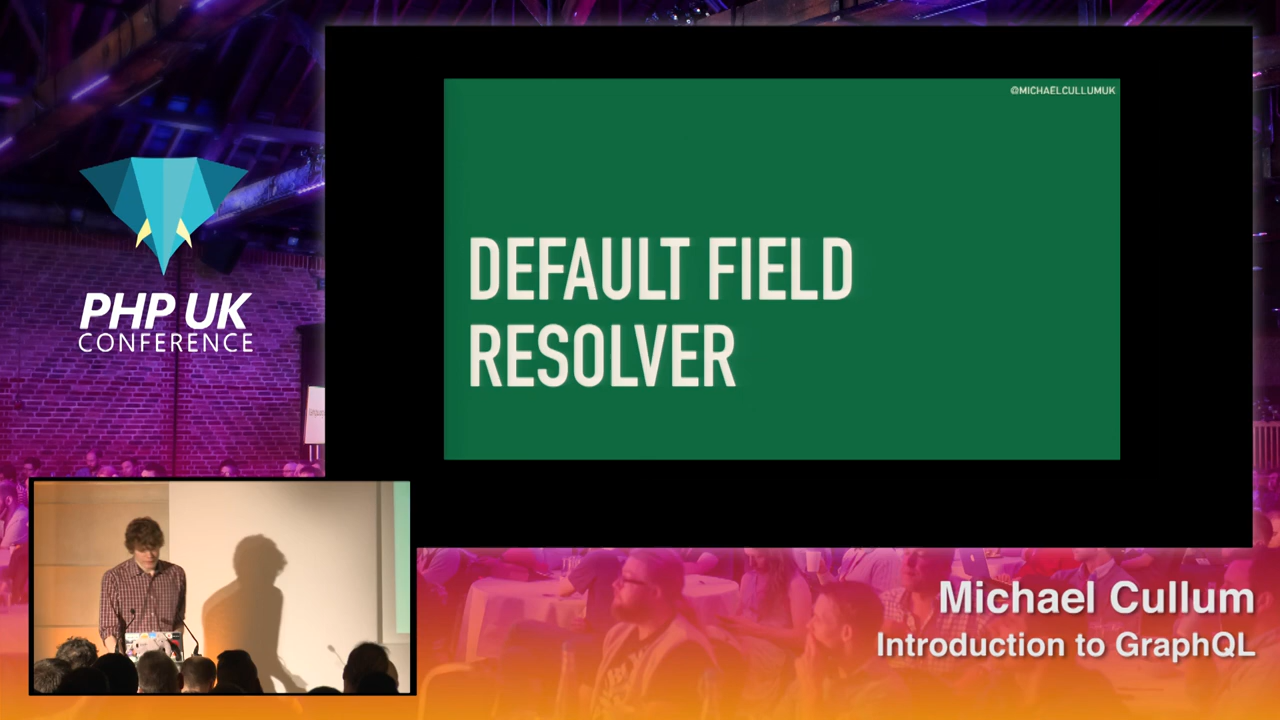 @MICHAELCULLUMUK
DEFAULT FIELD
RESOLVER
PHP UK
CONFERENCE
Michael Cullum
Introduction to GraphQL